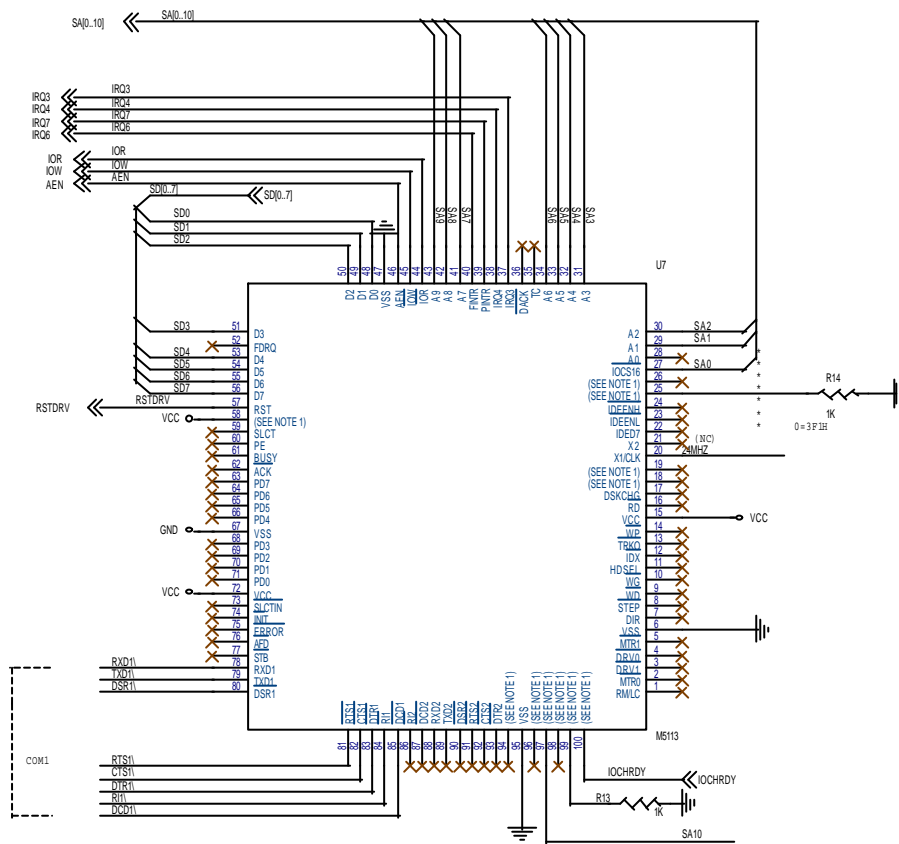 SA[0..10] SA[0..10]
IRQ3 IRQ3
IRQ4 IRQ4
IRQ7 IRQ7
IRQ6 IRQ6
IOR IOR
IOW IOW
AEN AEN
SD[0..7] SD[0..7]
SD0
SD1
SD2
SA9 SA8 SA7 SA6 SA5 SA4 SA3
50 49 48 47 46 45 44 43 42 41 40 39 38 37 36 35 34 33 32 31
U7
D2 D1 D0 VSS AEN IOW IOR A9 A8 A7 FINTR PINTR IRQ4 IRQ3 DACK TC A6 A5 A4 A3
SD3 51 D3
52 FDRQ
SD4 53 D4
SD5 54 D5
SD6 55 D6
SD7 56 D7
RSTDRV RSTDRV 57 RST
VCC 58 (SEE NOTE 1)
59 SLCT
60 PE
61 BUSY
62 ACK
63 PD7
64 PD6
65 PD5
66 PD4
GND 67 VSS
68 PD3
69 PD2
70 PD1
71 PD0
VCC 72 VCC
73 SLCTIN
74 INIT
75 ERROR
76 AFD
77 STB
RXD1\ 78 RXD1
TXD1\ 79 TXD1
DSR1\ 80 DSR1
A2 30 SA2
A1 29 SA1
A0 28
IOCS16 27 SA0
(SEE NOTE 1) 26
(SEE NOTE 1) 25
R14
1K
IDEENH 24
IDEENL 23
IDED7 22
X2 21 (NC)
X1/CLK 20 24MHZ
*
*
*
*
*
*
* 0=3F1H
(SEE NOTE 1) 19
(SEE NOTE 1) 18
DSKCHG 17
RD 16
VCC 15 VCC
WP 14
TRKO 13
IDX 12
HDSEL 11
WG 10
WD 9
STEP 8
DIR 7
VSS 6
MTR1 5
DRV0 4
DRV1 3
MTR0 2
RM/LC 1
M5113
RTS1 CTS1 DTR1 RI1 DCD1 RI2 DCD2 RXD2 TXD2 DSR2 RTS2 CTS2 DTR2 (SEE NOTE 1) VSS (SEE NOTE 1) (SEE NOTE 1) (SEE NOTE 1) (SEE NOTE 1) (SEE NOTE 1)
81 82 83 84 85 86 87 88 89 90 91 92 93 94 95 96 97 98 99 100
COM1
RTS1\
CTS1\
DTR1\
RI1\
DCD1\
IOCHRDY IOCHRDY
R13
1K
SA10